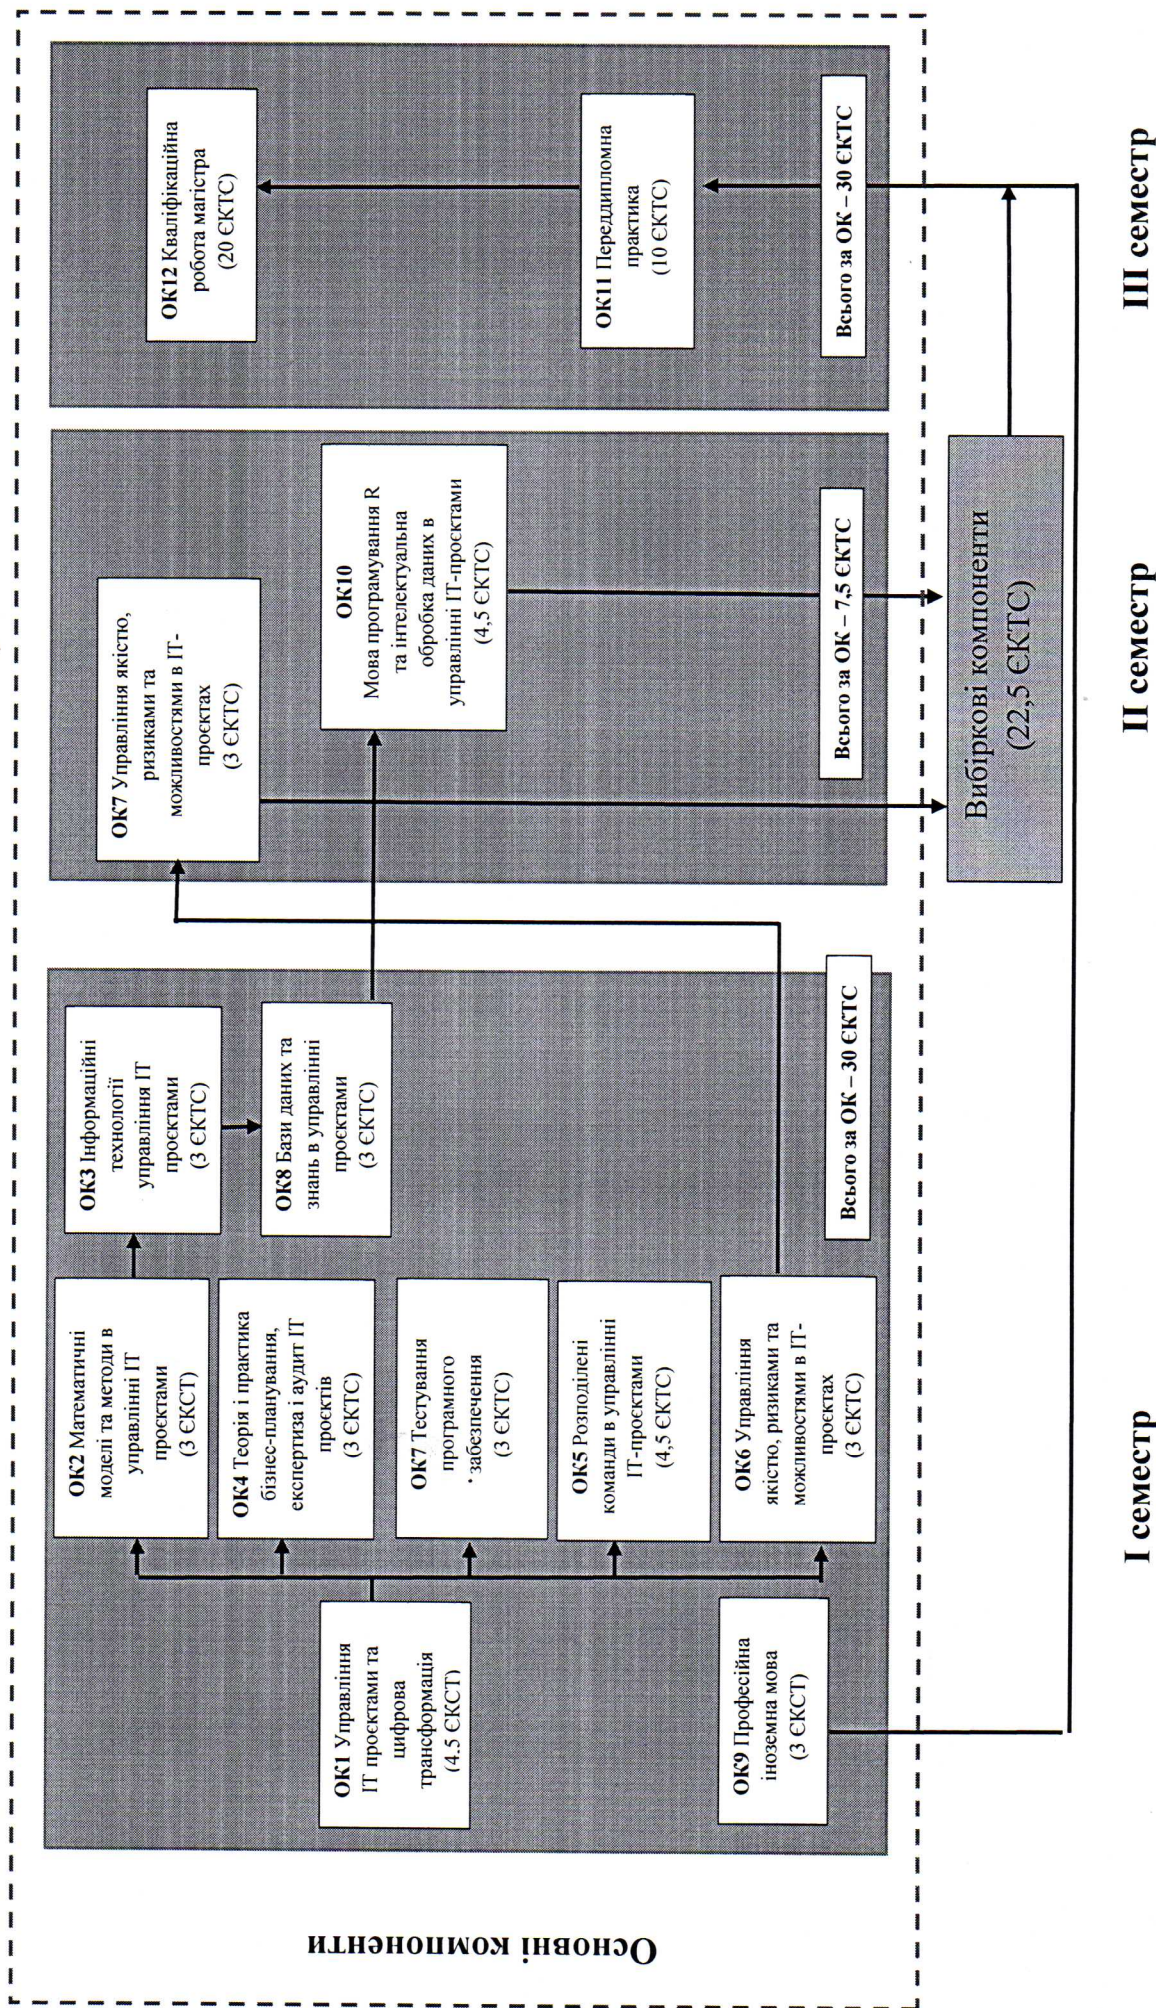 Основні компоненти
ОК1 Управління
ІТ проєктами та
цифрова
трансформація
(4.5 ЄКСТ)
ОК9 Професійна
іноземна мова
(3 ЄКСТ)
ОК2 Математичні
моделі та методи в
управлінні ІТ
проєктами
(3 ЄКСТ)
ОК4 Теорія і практика
бізнес-планування,
експертиза і аудит ІТ
проєктів
(3 ЄКТС)
ОК7 Тестування
програмного
забезпечення
(3 ЄКТС)
ОК5 Розподілені
команди в управлінні
ІТ-проєктами
(4,5 ЄКТС)
ОК6 Управління
якістю, ризиками та
можливостями в ІТ-
проєктах
(3 ЄКТС)
ОК3 Інформаційні
технології
управління ІТ
проєктами
(3 ЄКТС)
ОК8 Бази даних та
знань в управлінні
проєктами
(3 ЄКТС)
Всього за ОК – 30 ЄКТС
ОК7 Управління якістю,
ризиками та
можливостями в ІТ-
проєктах
(3 ЄКТС)
ОК10
Мова програмування R
та інтелектуальна
обробка даних в
управлінні ІТ-проєктами
(4,5 ЄКТС)
Всього за ОК – 7,5 ЄКТС
ОК12 Кваліфікаційна
робота магістра
(20 ЄКТС)
ОК11 Переддипломна
практика
(10 ЄКТС)
Всього за ОК – 30 ЄКТС
Вибіркові компоненти
(22,5 ЄКТС)
І семестр
ІІ семестр
ІІІ семестр